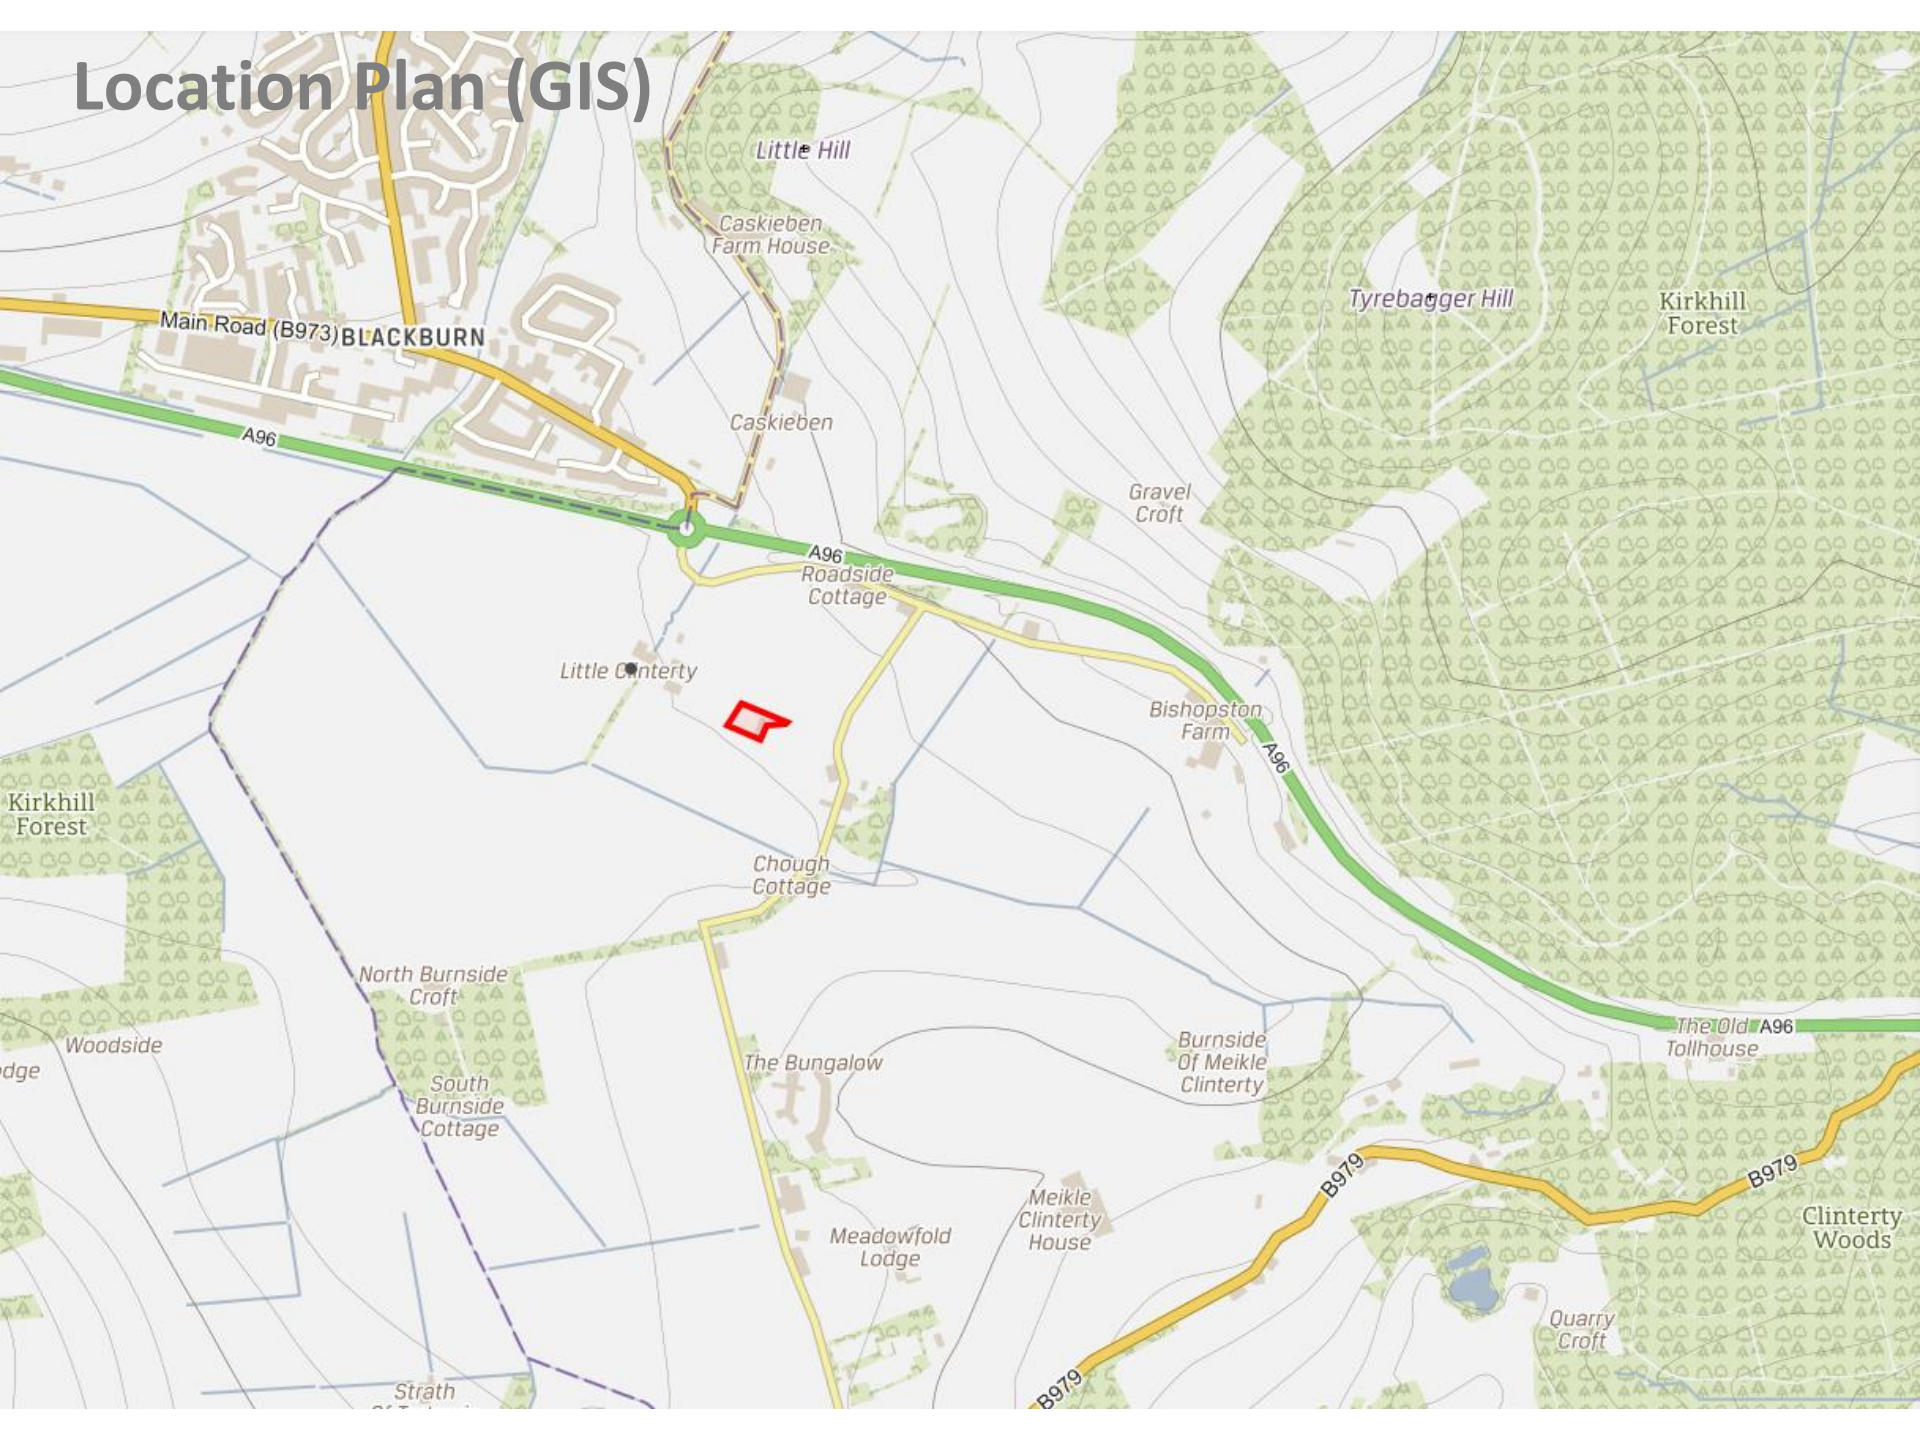 Location Plan (GIS)
Little Hill
Caskieben
Farm House
Tyrebagger Hill
Kirkhill
Forest
Main Road (B973)
BLACKBURN
Caskieben
A96
Gravel
Croft
A96
Roadside
Cottage
Little Clinterty
Bishopston
Farm
A96
Kirkhill
Forest
Chough
Cottage
North Burnside
Croft
Woodside
The Old
Tollhouse
A96
Burnside
Of Meikle
Clinterty
The Bungalow
South
Burnside
Cottage
B979
B979
Meikle
Clinterty
House
Clinterty
Woods
Meadowfold
Lodge
Quarry
Croft
B979
Strath